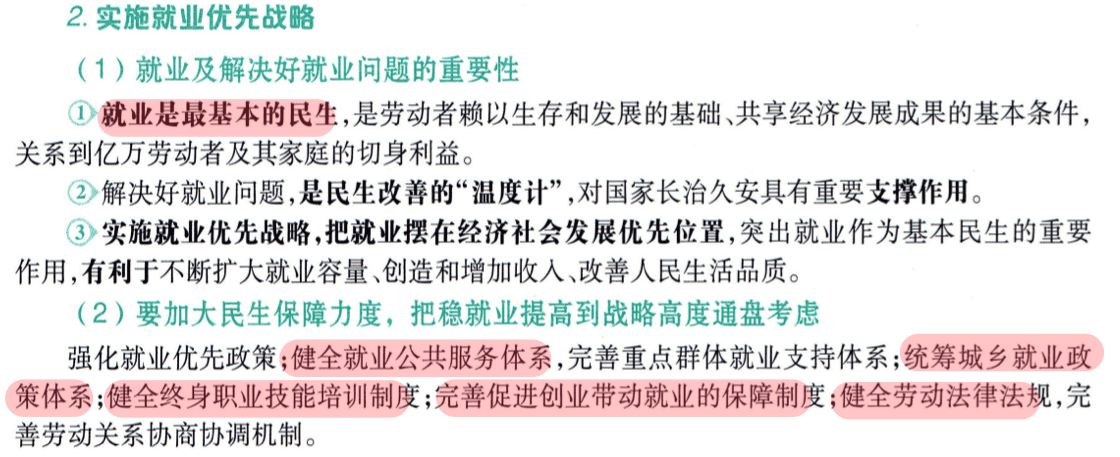 2. 实施就业优先战略
(1)就业及解决好就业问题的重要性
①就业是最基本的民生,是劳动者赖以生存和发展的基础、共享经济发展成果的基本条件,
关系到亿万劳动者及其家庭的切身利益。
②解决好就业问题,是民生改善的“温度计”,对国家长治久安具有重要支撑作用。
③实施就业优先战略,把就业摆在经济社会发展优先位置,突出就业作为基本民生的重要
作用,有利于不断扩大就业容量、创造和增加收入、改善人民生活品质。
(2)要加大民生保障力度，把稳就业提高到战略高度通盘考虑
强化就业优先政策;健全就业公共服务体系,完善重点群体就业支持体系;统筹城乡就业政
策体系;健全终身职业技能培训制度;完善促进创业带动就业的保障制度;健全劳动法律法规,完
善劳动关系协商协调机制。